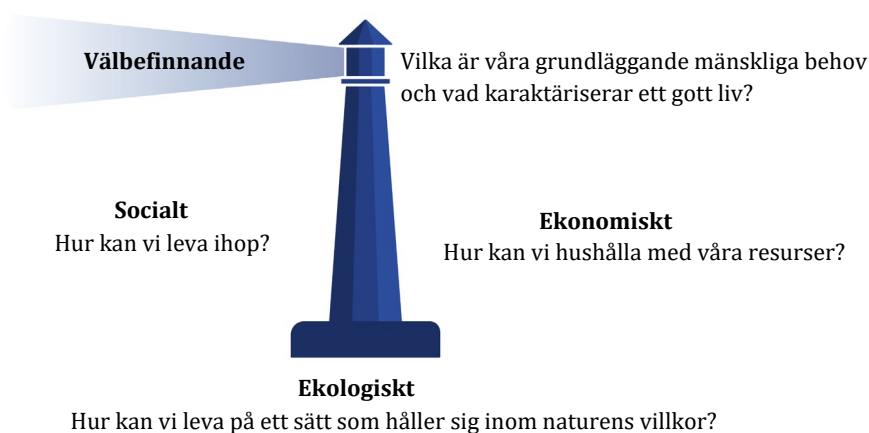 Välbefinnande
Vilka är våra grundläggande mänskliga behov
och vad karaktäriserar ett gott liv?
Socialt
Hur kan vi leva ihop?
Ekonomiskt
Hur kan vi hushålla med våra resurser?
Ekologiskt
Hur kan vi leva på ett sätt som håller sig inom naturens villkor?